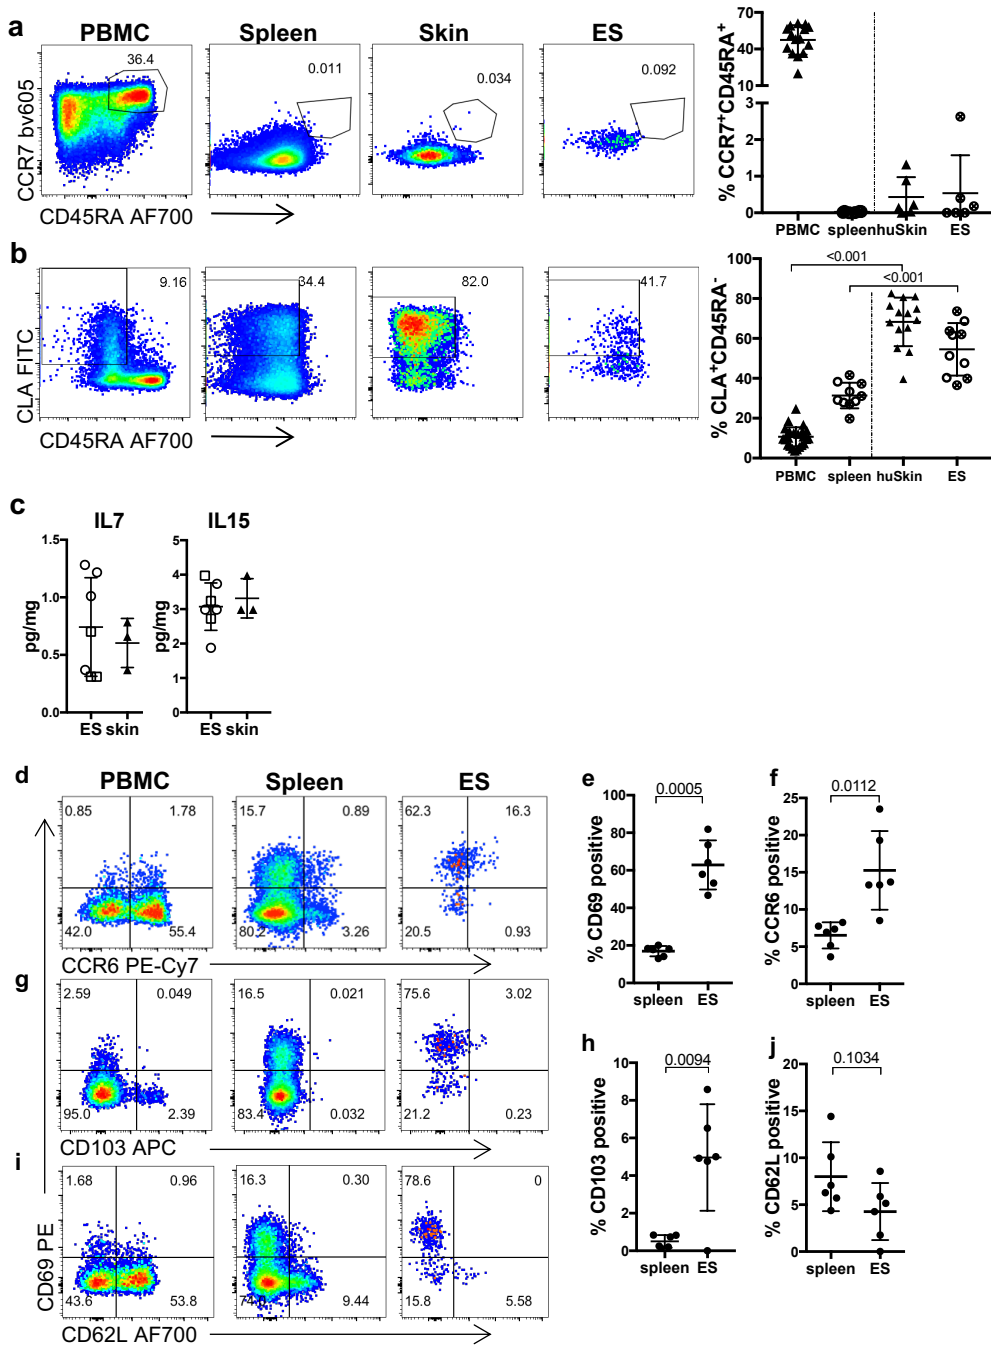 a
PBMC
Spleen
Skin
ES
36.4
0.011
0.034
0.092
CCR7 bv605
CD45RA AF700
% CCR7+CD45RA+
70
40
10
3
2
1
0
PBMC
spleen
huSkin
ES
b
9.16
34.4
82.0
41.7
CLA FITC
CD45RA AF700
% CLA+CD45RA-
100
80
60
40
20
0
<0.001
<0.001
PBMC
spleen
huSkin
ES
c
IL7
IL15
pg/mg
1.5
1.0
0.5
0.0
ES skin
pg/mg
5
4
3
2
1
0
ES skin
d
PBMC
Spleen
ES
0.85
1.78
15.7
0.89
62.3
16.3
42.0
55.4
80.2
3.26
20.5
0.93
CCR6 PE-Cy7
e
% CD69 positive
100
80
60
40
20
0
0.0005
spleen
ES
f
% CCR6 positive
25
20
15
10
5
0
0.0112
spleen
ES
g
2.59
0.049
16.5
0.021
75.6
3.02
95.0
2.39
83.4
0.032
21.2
0.23
CD103 APC
h
% CD103 positive
10
8
6
4
2
0
0.0094
spleen
ES
j
% CD62L positive
20
15
10
5
0
0.1034
spleen
ES
i
1.68
0.96
16.3
0.30
78.6
0
43.6
53.8
9.44
15.8
5.58
CD69 PE
CD62L AF700